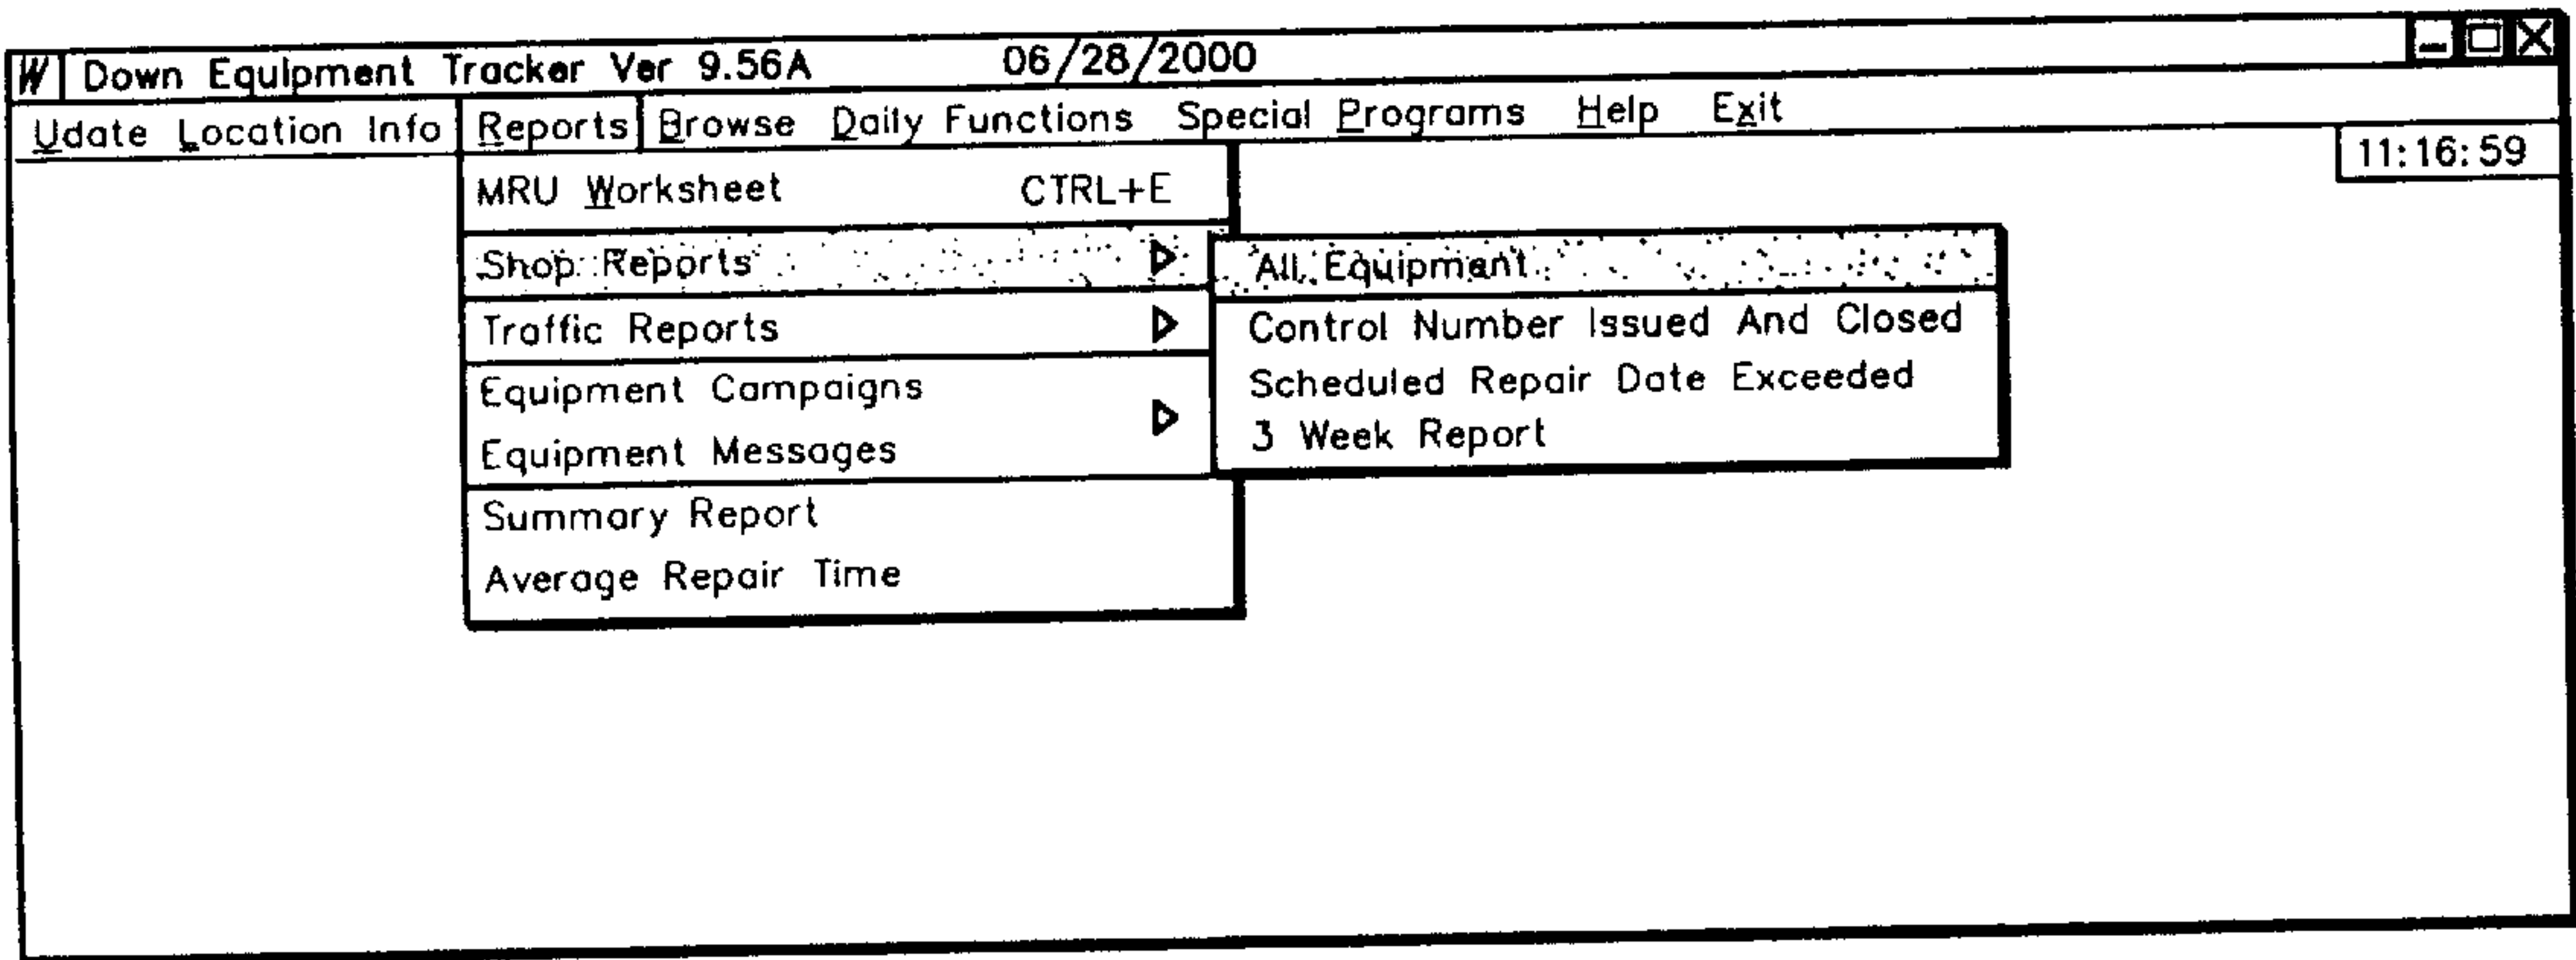 W Down Equipment Tracker Ver 9.56A 06/28/2000
Udate Location Info Reports Browse Daily Functions Special Programs Help Exit
11:16:59
MRU Worksheet CTRL+E
Shop Reports
Traffic Reports
Equipment Campaigns
Equipment Messages
Summary Report
Average Repair Time
All Equipment
Control Number Issued And Closed
Scheduled Repair Date Exceeded
3 Week Report